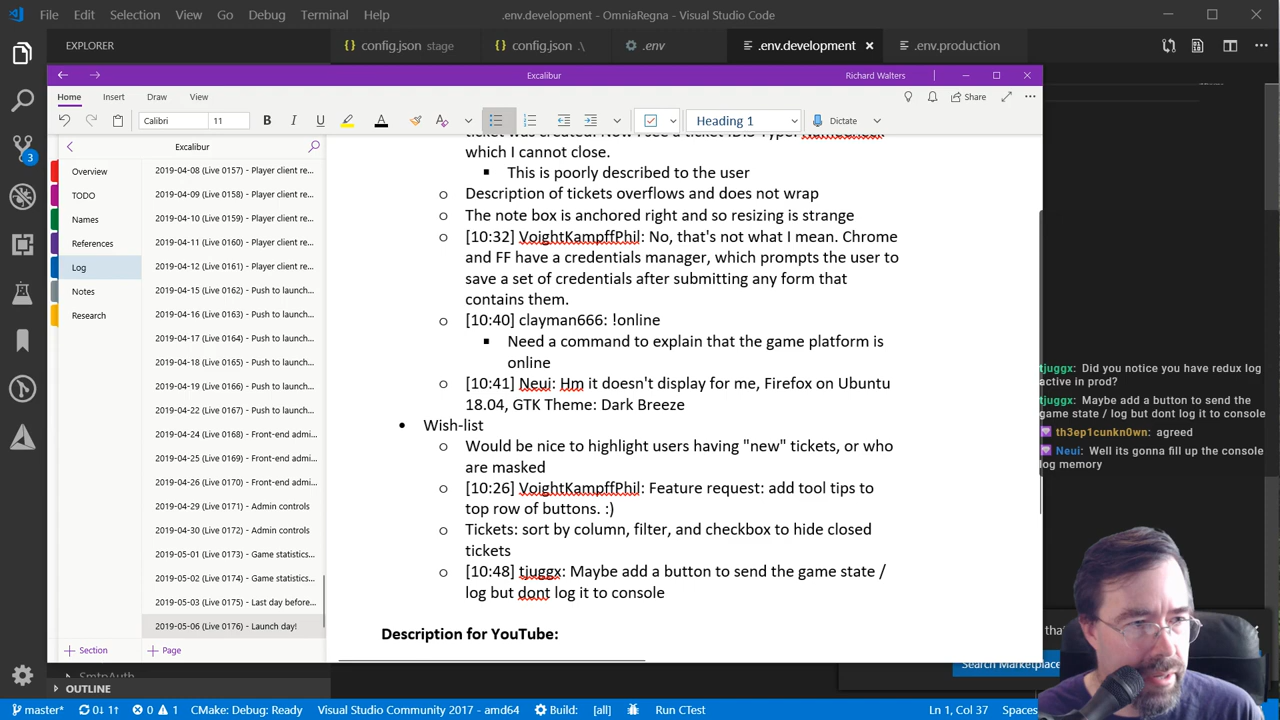 File Edit Selection View Go Debug Terminal Help .env.development - OmniaRegna - Visual Studio Code
EXPLORER config.json stage config.json .\ .env .env.development .env.production
Excalibur Richard Walters
Home Insert Draw View Share
Calibri 11 B I U A Heading 1 Dictate
Excalibur
Overview
TODO
Names
References
Log
Notes
Research
2019-04-08 (Live 0157) - Player client re...
2019-04-09 (Live 0158) - Player client re...
2019-04-10 (Live 0159) - Player client re...
2019-04-11 (Live 0160) - Player client re...
2019-04-12 (Live 0161) - Player client re...
2019-04-15 (Live 0162) - Push to launch...
2019-04-16 (Live 0163) - Push to launch...
2019-04-17 (Live 0164) - Push to launch...
2019-04-18 (Live 0165) - Push to launch...
2019-04-19 (Live 0166) - Push to launch...
2019-04-22 (Live 0167) - Push to launch...
2019-04-24 (Live 0168) - Front-end admi...
2019-04-25 (Live 0169) - Front-end admi...
2019-04-26 (Live 0170) - Front-end admi...
2019-04-29 (Live 0171) - Admin controls
2019-04-30 (Live 0172) - Admin controls
2019-05-01 (Live 0173) - Game statistics...
2019-05-02 (Live 0174) - Game statistics...
2019-05-03 (Live 0175) - Last day before...
2019-05-06 (Live 0176) - Launch day!
+ Section + Page
which I cannot close.
▪ This is poorly described to the user
o Description of tickets overflows and does not wrap
o The note box is anchored right and so resizing is strange
o [10:32] VoightKampffPhil: No, that's not what I mean. Chrome
and FF have a credentials manager, which prompts the user to
save a set of credentials after submitting any form that
contains them.
o [10:40] clayman666: !online
▪ Need a command to explain that the game platform is
online
o [10:41] Neui: Hm it doesn't display for me, Firefox on Ubuntu
18.04, GTK Theme: Dark Breeze
• Wish-list
o Would be nice to highlight users having "new" tickets, or who
are masked
o [10:26] VoightKampffPhil: Feature request: add tool tips to
top row of buttons. :)
o Tickets: sort by column, filter, and checkbox to hide closed
tickets
o [10:48] tjuggx: Maybe add a button to send the game state /
log but dont log it to console
Description for YouTube:
tjuggx: Did you notice you have redux log
active in prod?
tjuggx: Maybe add a button to send the
game state / log but dont log it to console
th3ep1cunkn0wn: agreed
Neui: Well its gonna fill up the console
log memory
Search Marketplace
OUTLINE
3
master* 0↓ 1↑ 0 1 CMake: Debug: Ready Visual Studio Community 2017 - amd64 Build: [all] Run CTest Ln 1, Col 37 Spaces